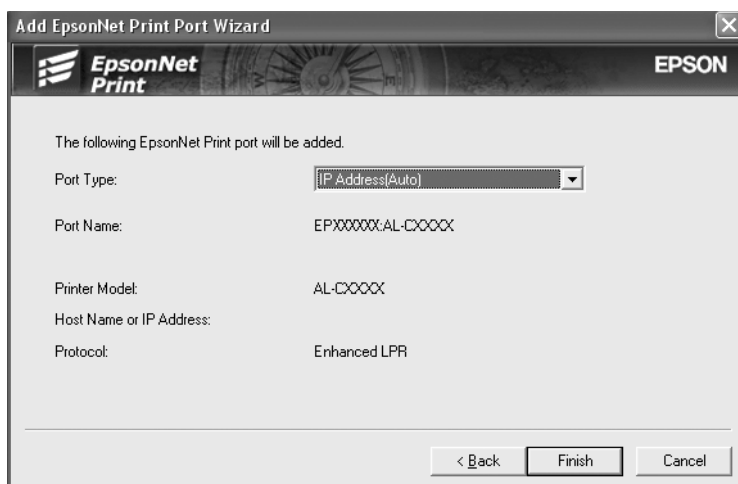 Add EpsonNet Print Port Wizard
EpsonNet
Print
EPSON
The following EpsonNet Print port will be added.
Port Type: IP Address(Auto)
Port Name: EPXXXXXX:AL-CXXXX
Printer Model: AL-CXXXX
Host Name or IP Address:
Protocol: Enhanced LPR
< Back Finish Cancel